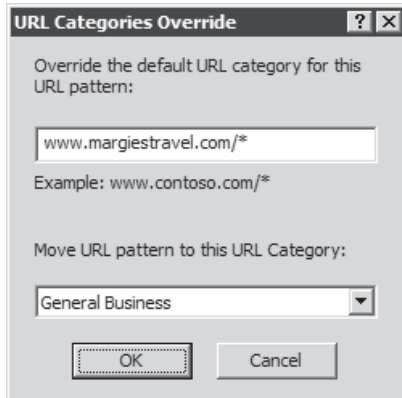 URL Categories Override
Override the default URL category for this
URL pattern:
www.margiestravel.com/*
Example: www.contoso.com/*
Move URL pattern to this URL Category:
General Business
OK Cancel